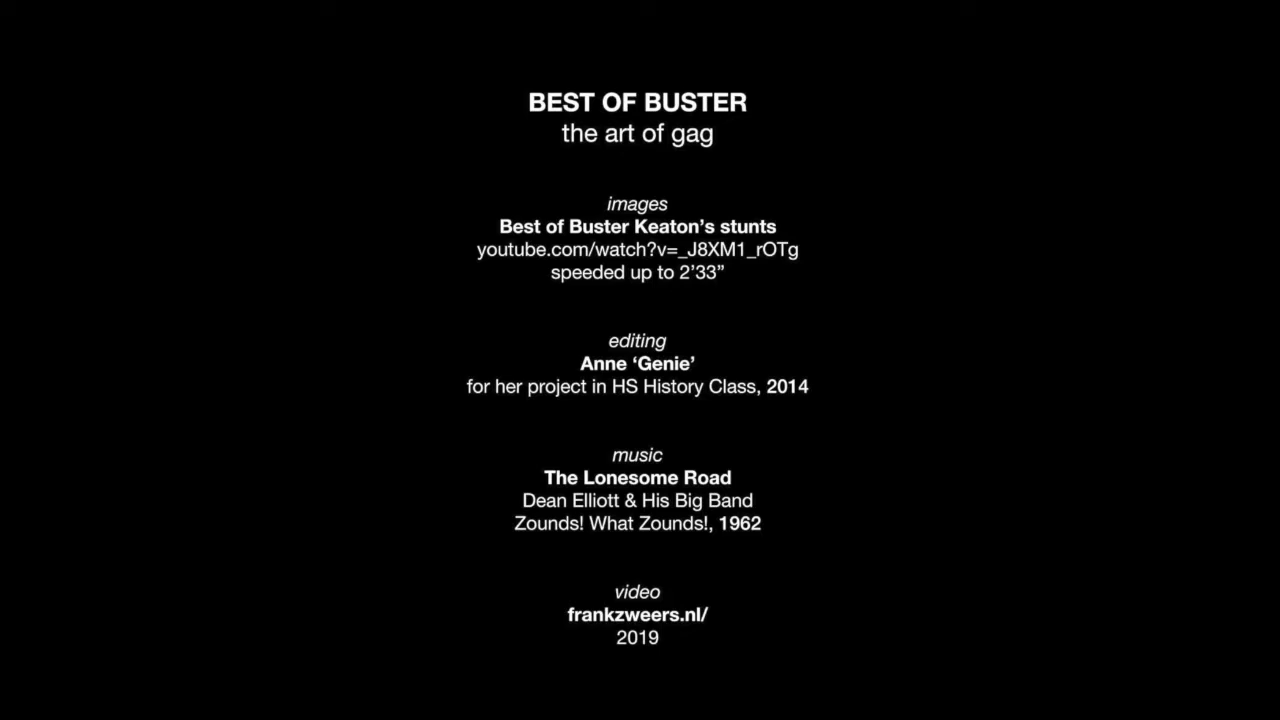 BEST OF BUSTER
the art of gag
images
Best of Buster Keaton’s stunts
youtube.com/watch?v=_J8XM1_rOTg
speeded up to 2’33”
editing
Anne ‘Genie’
for her project in HS History Class, 2014
music
The Lonesome Road
Dean Elliott & His Big Band
Zounds! What Zounds!, 1962
video
frankzweers.nl/
2019